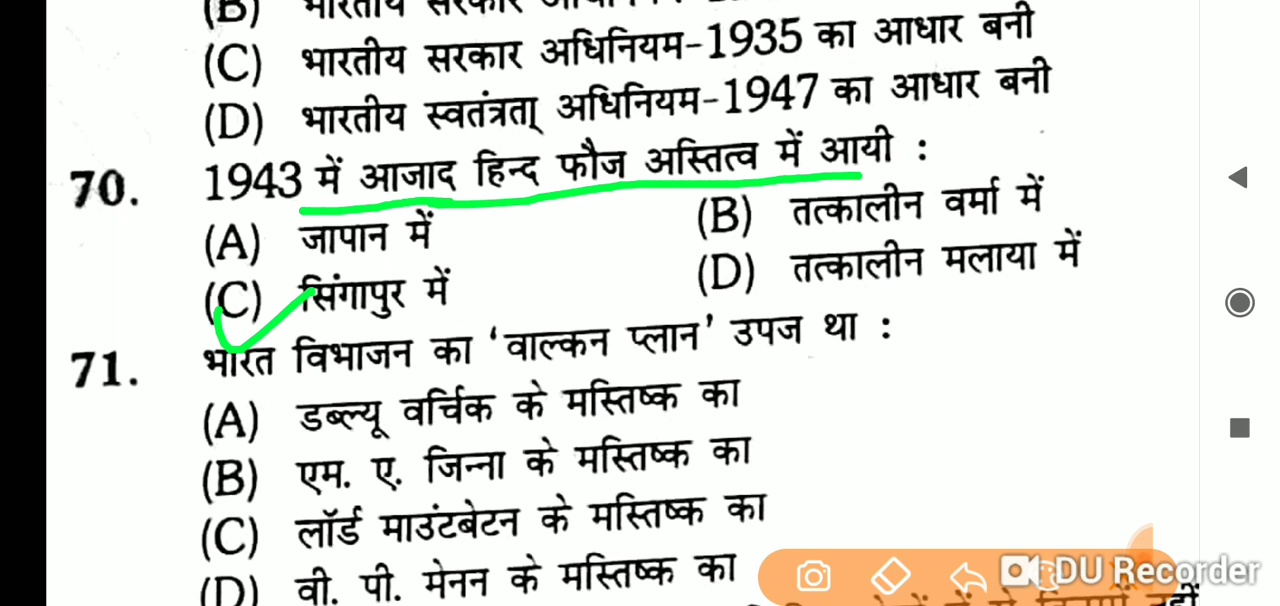 (B) भारतीय सरकार
(C) भारतीय सरकार अधिनियम-1935 का आधार बनी
(D) भारतीय स्वतंत्रता् अधिनियम-1947 का आधार बनी
70. 1943 में आजाद हिन्द फौज अस्तित्व में आयी :
(A) जापान में (B) तत्कालीन वर्मा में
(C) सिंगापुर में (D) तत्कालीन मलाया में
71. भारत विभाजन का ‘वाल्कन प्लान’ उपज था :
(A) डब्ल्यू वर्चिक के मस्तिष्क का
(B) एम. ए. जिन्ना के मस्तिष्क का
(C) लॉर्ड माउंटबेटन के मस्तिष्क का
(D) वी. पी. मेनन के मस्तिष्क का
DU Recorder